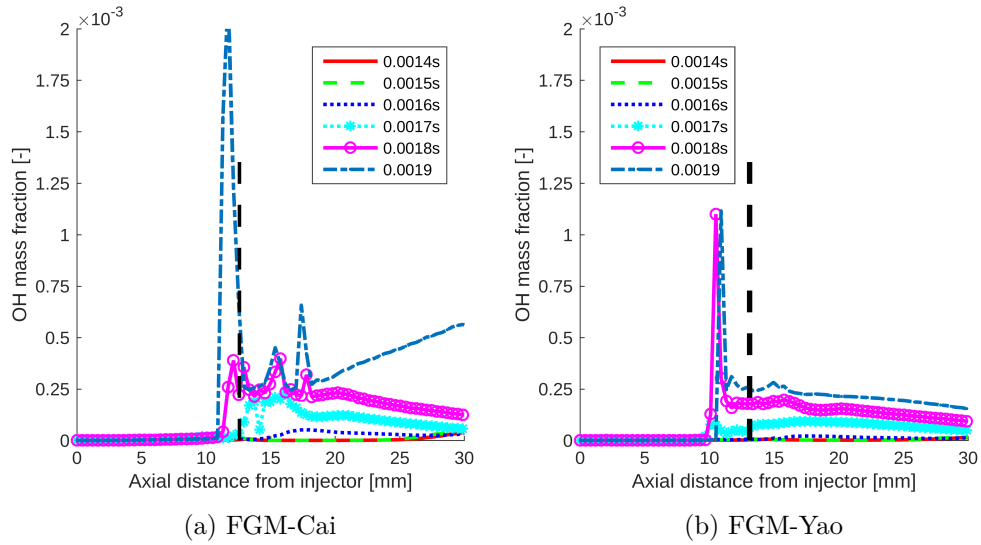 ×10⁻³
2
1.75
1.5
1.25
1
0.75
0.5
0.25
0
OH mass fraction [-]
0 5 10 15 20 25 30
Axial distance from injector [mm]
0.0014s
0.0015s
0.0016s
0.0017s
0.0018s
0.0019
(a) FGM-Cai
×10⁻³
2
1.75
1.5
1.25
1
0.75
0.5
0.25
0
OH mass fraction [-]
0 5 10 15 20 25 30
Axial distance from injector [mm]
0.0014s
0.0015s
0.0016s
0.0017s
0.0018s
0.0019
(b) FGM-Yao